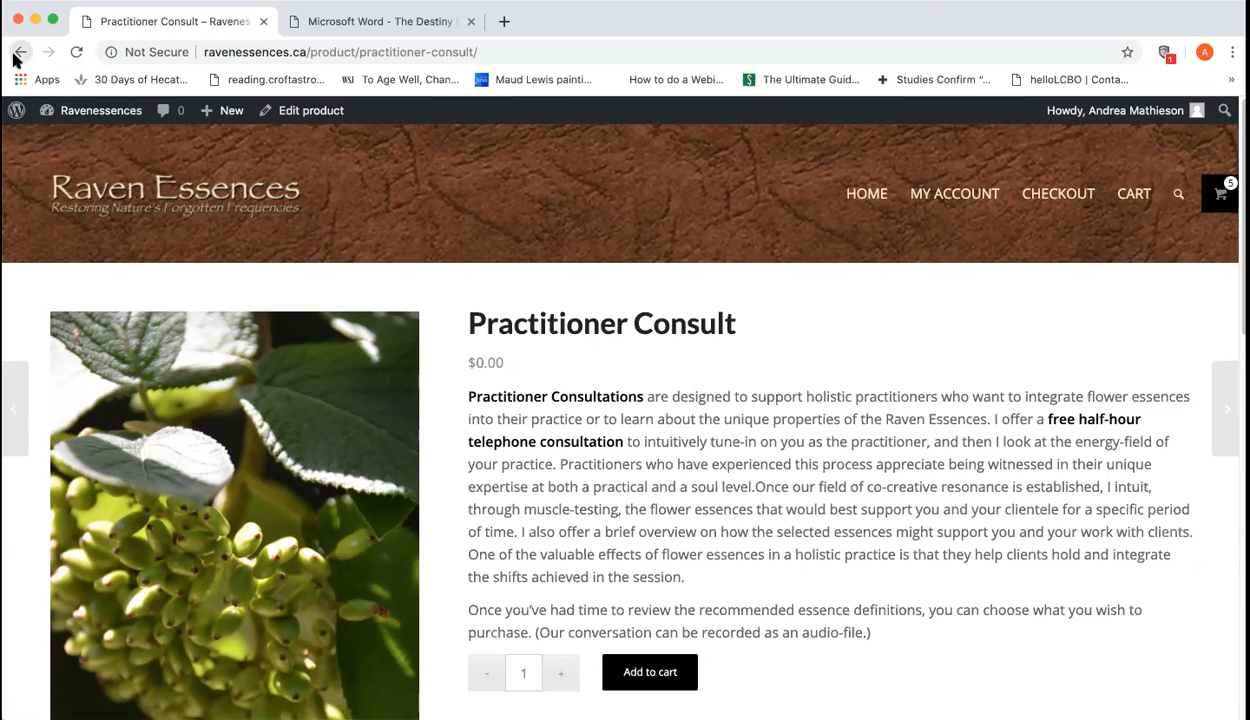 Practitioner Consult – Ravenes
Microsoft Word - The Destiny
Not Secure ravenessences.ca/product/practitioner-consult/
A
1
Apps 30 Days of Hecat... reading.croftastro... WSJ To Age Well, Chan... Maud Lewis painti... How to do a Webi... S The Ultimate Guid... Studies Confirm “... helloLCBO | Conta... »
Ravenessences 0 + New Edit product Howdy, Andrea Mathieson
Raven Essences
Restoring Nature's Forgotten Frequencies
HOME MY ACCOUNT CHECKOUT CART 5
Practitioner Consult
$0.00
Practitioner Consultations are designed to support holistic practitioners who want to integrate flower essences
into their practice or to learn about the unique properties of the Raven Essences. I offer a free half-hour
telephone consultation to intuitively tune-in on you as the practitioner, and then I look at the energy-field of
your practice. Practitioners who have experienced this process appreciate being witnessed in their unique
expertise at both a practical and a soul level.Once our field of co-creative resonance is established, I intuit,
through muscle-testing, the flower essences that would best support you and your clientele for a specific period
of time. I also offer a brief overview on how the selected essences might support you and your work with clients.
One of the valuable effects of flower essences in a holistic practice is that they help clients hold and integrate
the shifts achieved in the session.
Once you've had time to review the recommended essence definitions, you can choose what you wish to
purchase. (Our conversation can be recorded as an audio-file.)
- 1 + Add to cart